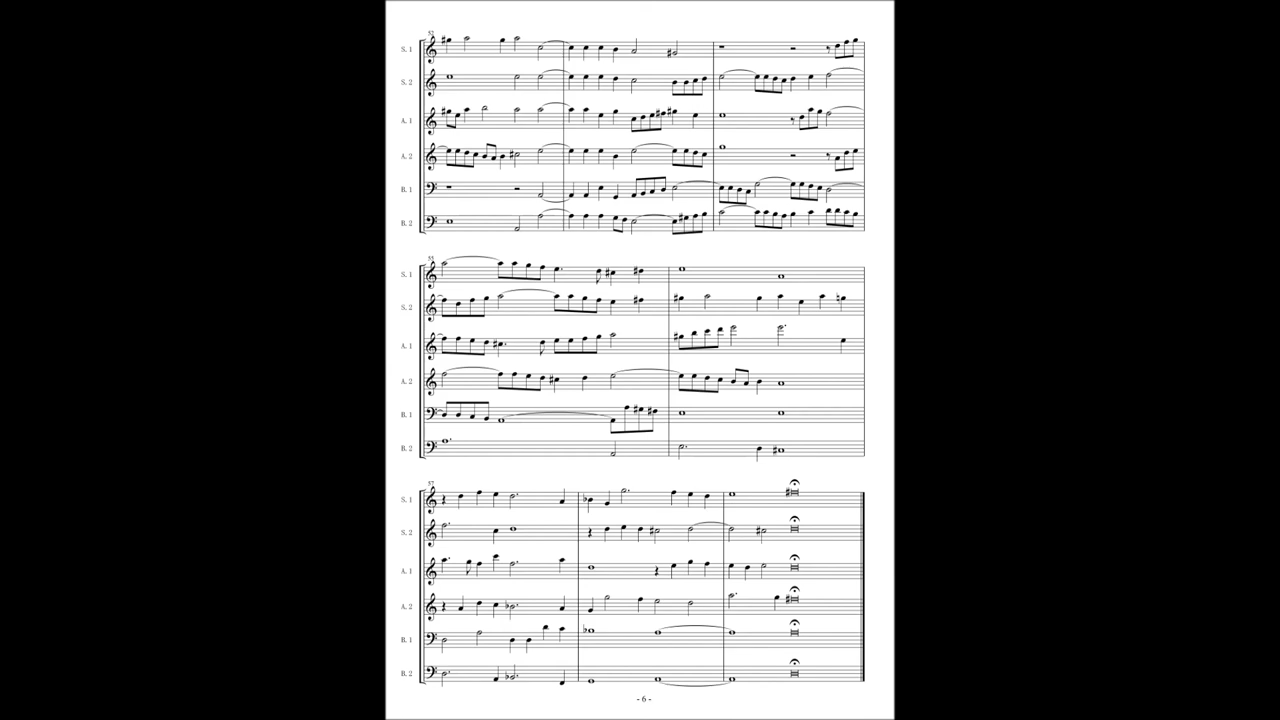 52
S. 1
S. 2
A. 1
A. 2
B. 1
B. 2
55
S. 1
S. 2
A. 1
A. 2
B. 1
B. 2
57
S. 1
S. 2
A. 1
A. 2
B. 1
B. 2
- 6 -